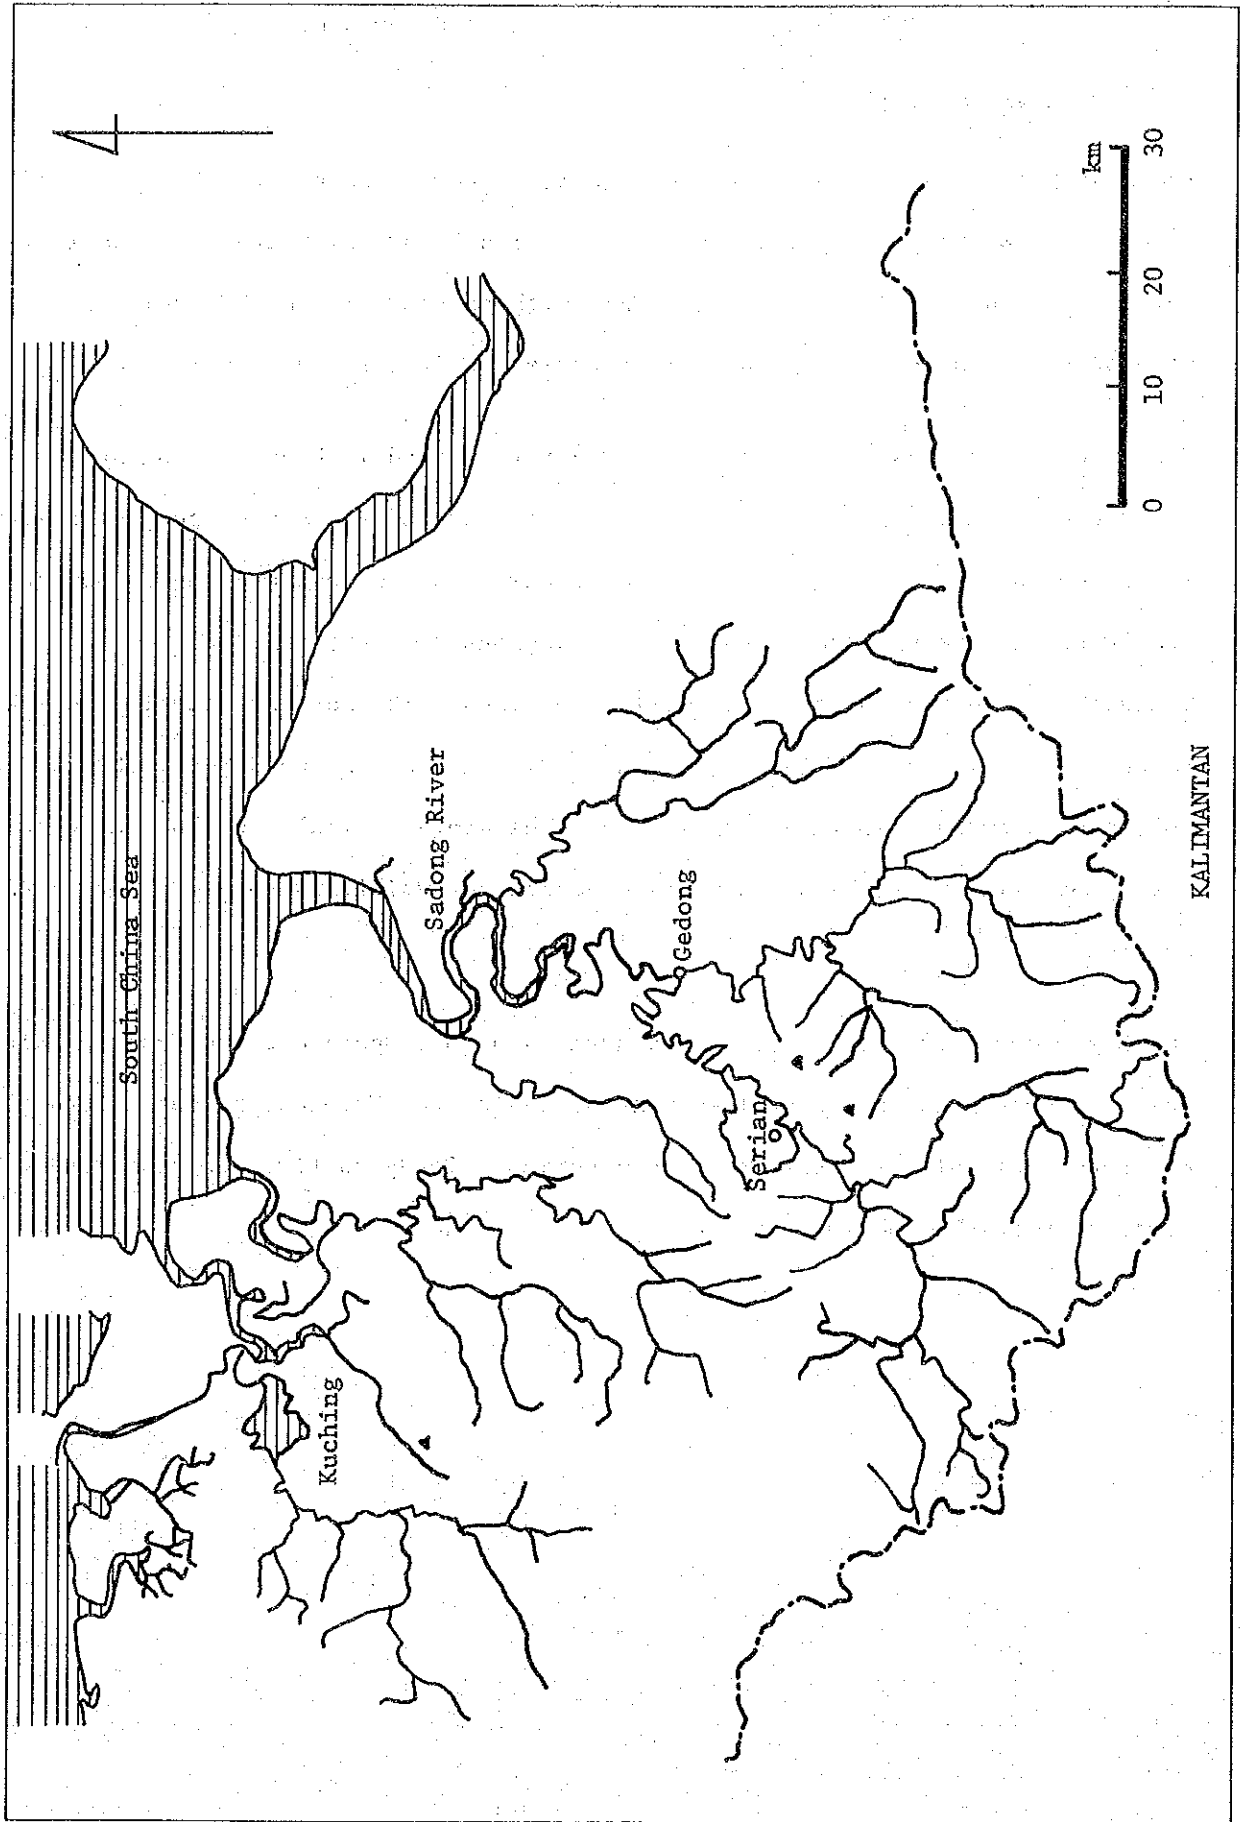 South China Sea
Sadong River
Kuching
Gedong
Serian
KALIMANTAN
km
0 10 20 30